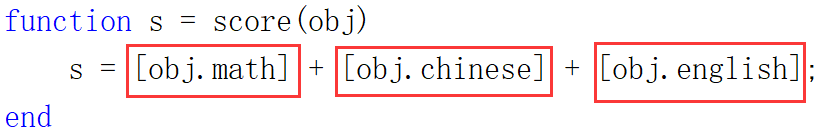 function s = score(obj)
s = [obj.math] + [obj.chinese] + [obj.english];
end